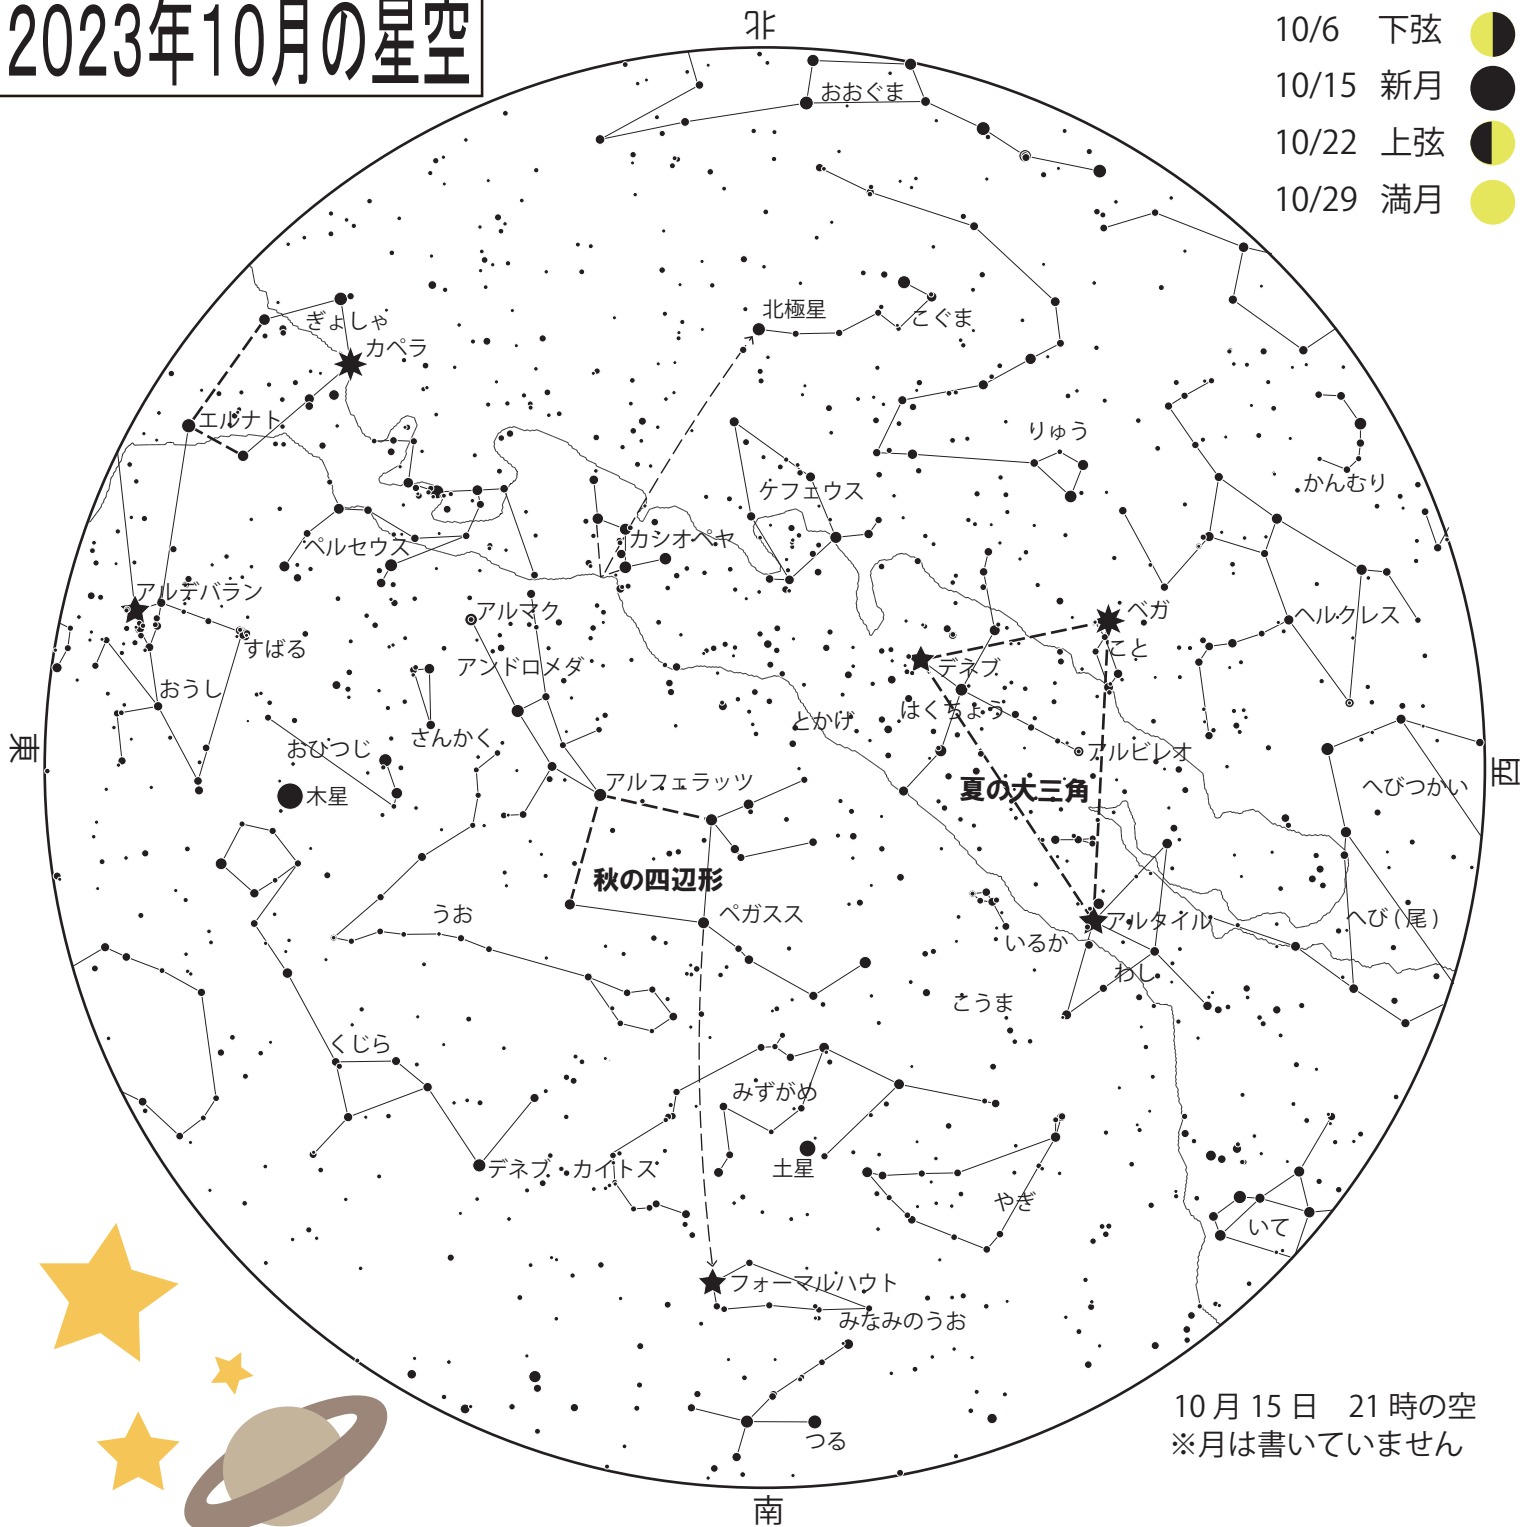 2023年10月の星空
北
10/6 下弦
10/15 新月
10/22 上弦
10/29 満月
おおぐま
北極星
こぐま
ぎょしゃ
カペラ
エルナト
りゅう
かんむり
ケフェウス
カシオペヤ
ペルセウス
アルデバラン
アルマク
ベガ
ヘルクレス
こと
すばる
アンドロメダ
デネブ
おうし
はくちょう
とかげ
さんかく
おひつじ
アルビレオ
東
西
木星
アルフェラッツ
夏の大三角
へびつかい
秋の四辺形
うお
ペガスス
アルタイル
へび(尾)
いるか
わし
こうま
くじら
みずがめ
デネブ・カイトス
土星
やぎ
いて
フォーマルハウト
みなみのうお
つる
10月15日 21時の空
※月は書いていません
南